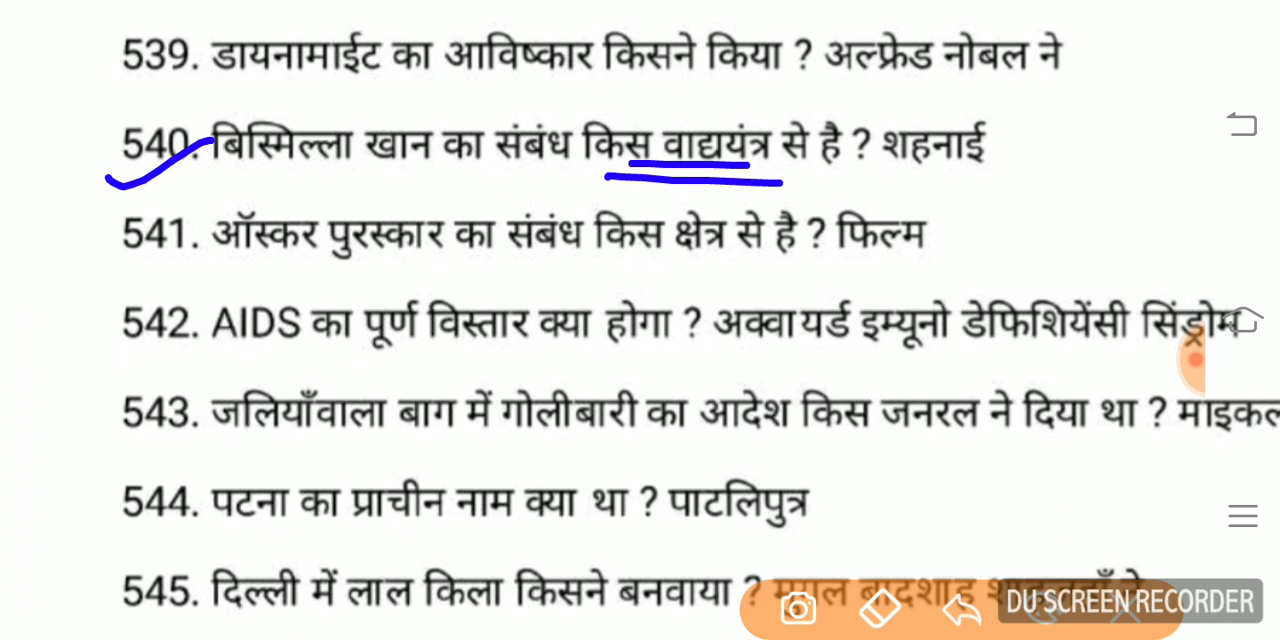 539. डायनामाईट का आविष्कार किसने किया ? अल्फ्रेड नोबल ने
540. बिस्मिल्ला खान का संबंध किस वाद्ययंत्र से है ? शहनाई
541. ऑस्कर पुरस्कार का संबंध किस क्षेत्र से है ? फिल्म
542. AIDS का पूर्ण विस्तार क्या होगा ? अक्वायर्ड इम्यूनो डेफिशियेंसी सिंड्रोम
543. जलियाँवाला बाग में गोलीबारी का आदेश किस जनरल ने दिया था ? माइकल
544. पटना का प्राचीन नाम क्या था ? पाटलिपुत्र
545. दिल्ली में लाल किला किसने बनवाया ? मुग़ल बादशाह
DU SCREEN RECORDER